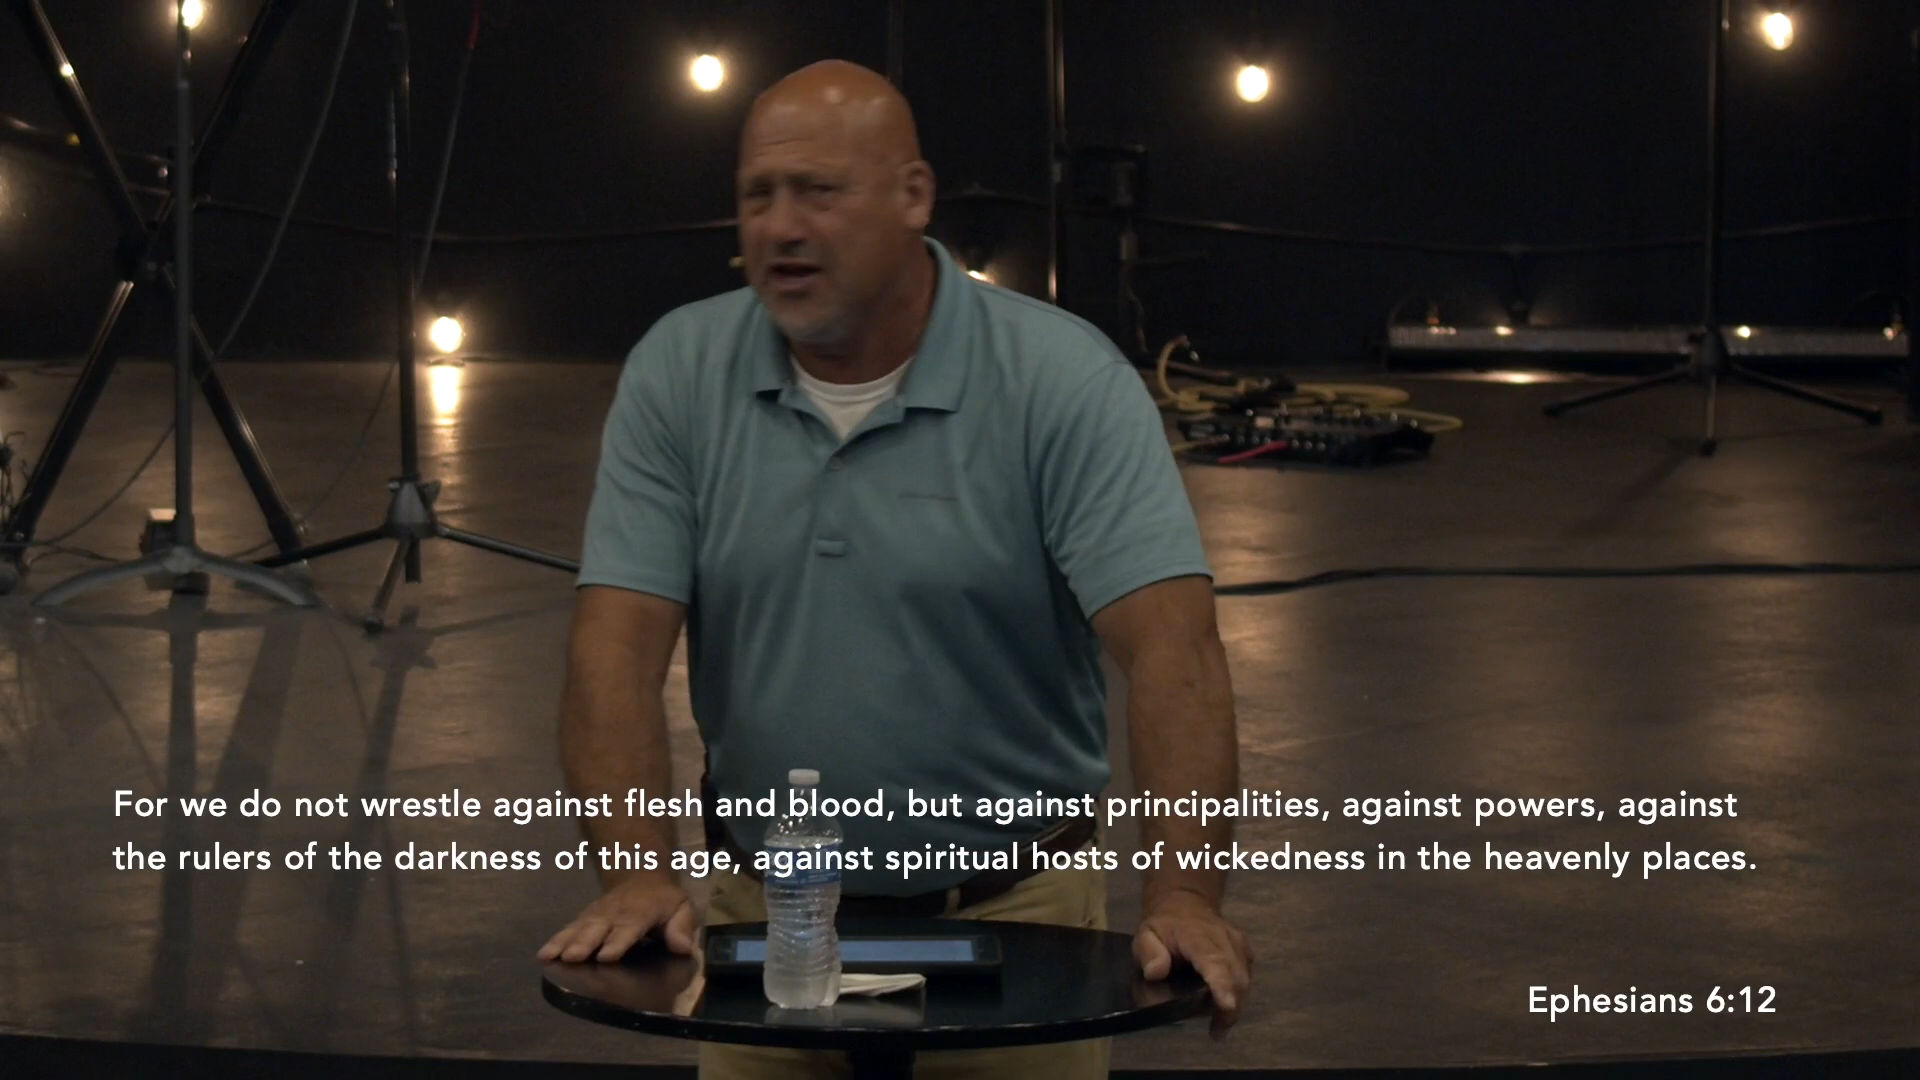 For we do not wrestle against flesh and blood, but against principalities, against powers, against
the rulers of the darkness of this age, against spiritual hosts of wickedness in the heavenly places.
Ephesians 6:12